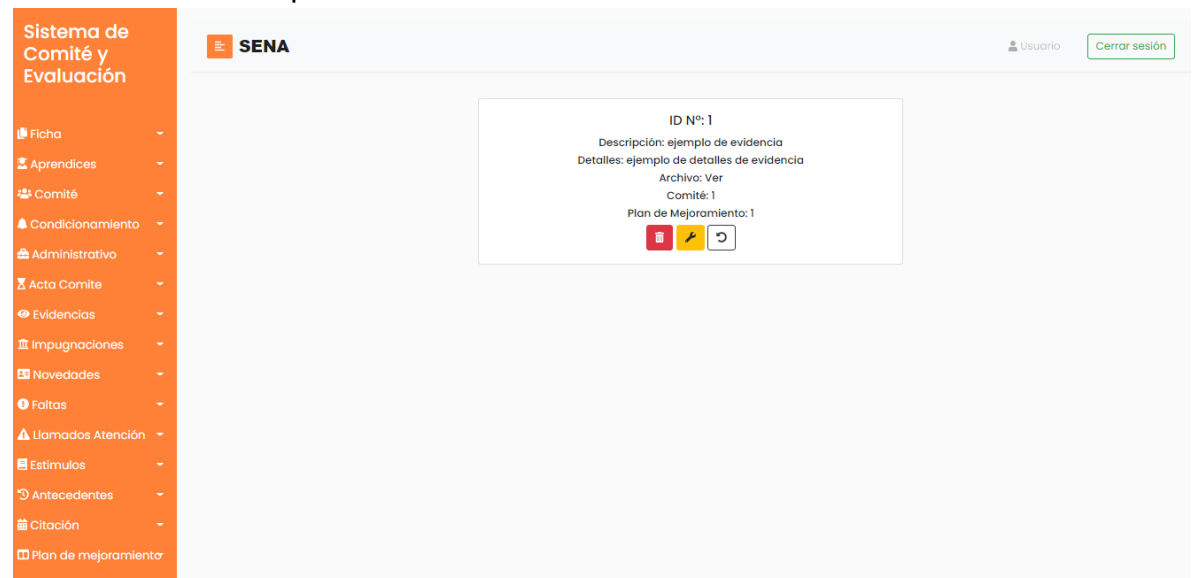 Sistema de
Comité y
Evaluación
SENA
Usuario
Cerrar sesión
Ficha
Aprendices
Comité
Condicionamiento
Administrativo
Acta Comite
Evidencias
Impugnaciones
Novedades
Faltas
Llamados Atención
Estimulos
Antecedentes
Citación
Plan de mejoramiento
ID Nº: 1
Descripción: ejemplo de evidencia
Detalles: ejemplo de detalles de evidencia
Archivo: Ver
Comité: 1
Plan de Mejoramiento: 1